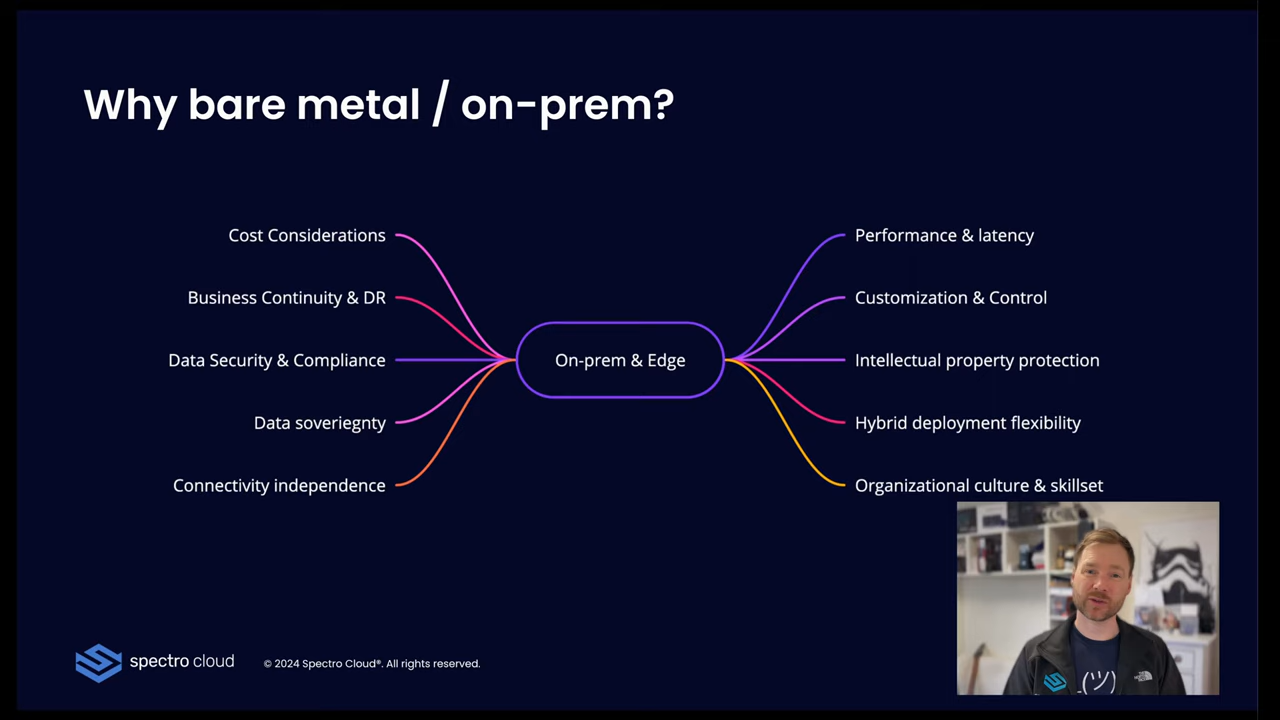 Why bare metal / on-prem?
Cost Considerations
Business Continuity & DR
Data Security & Compliance
Data soveriegnty
Connectivity independence
On-prem & Edge
Performance & latency
Customization & Control
Intellectual property protection
Hybrid deployment flexibility
Organizational culture & skillset
spectro cloud
© 2024 Spectro Cloud®. All rights reserved.
(ツ)